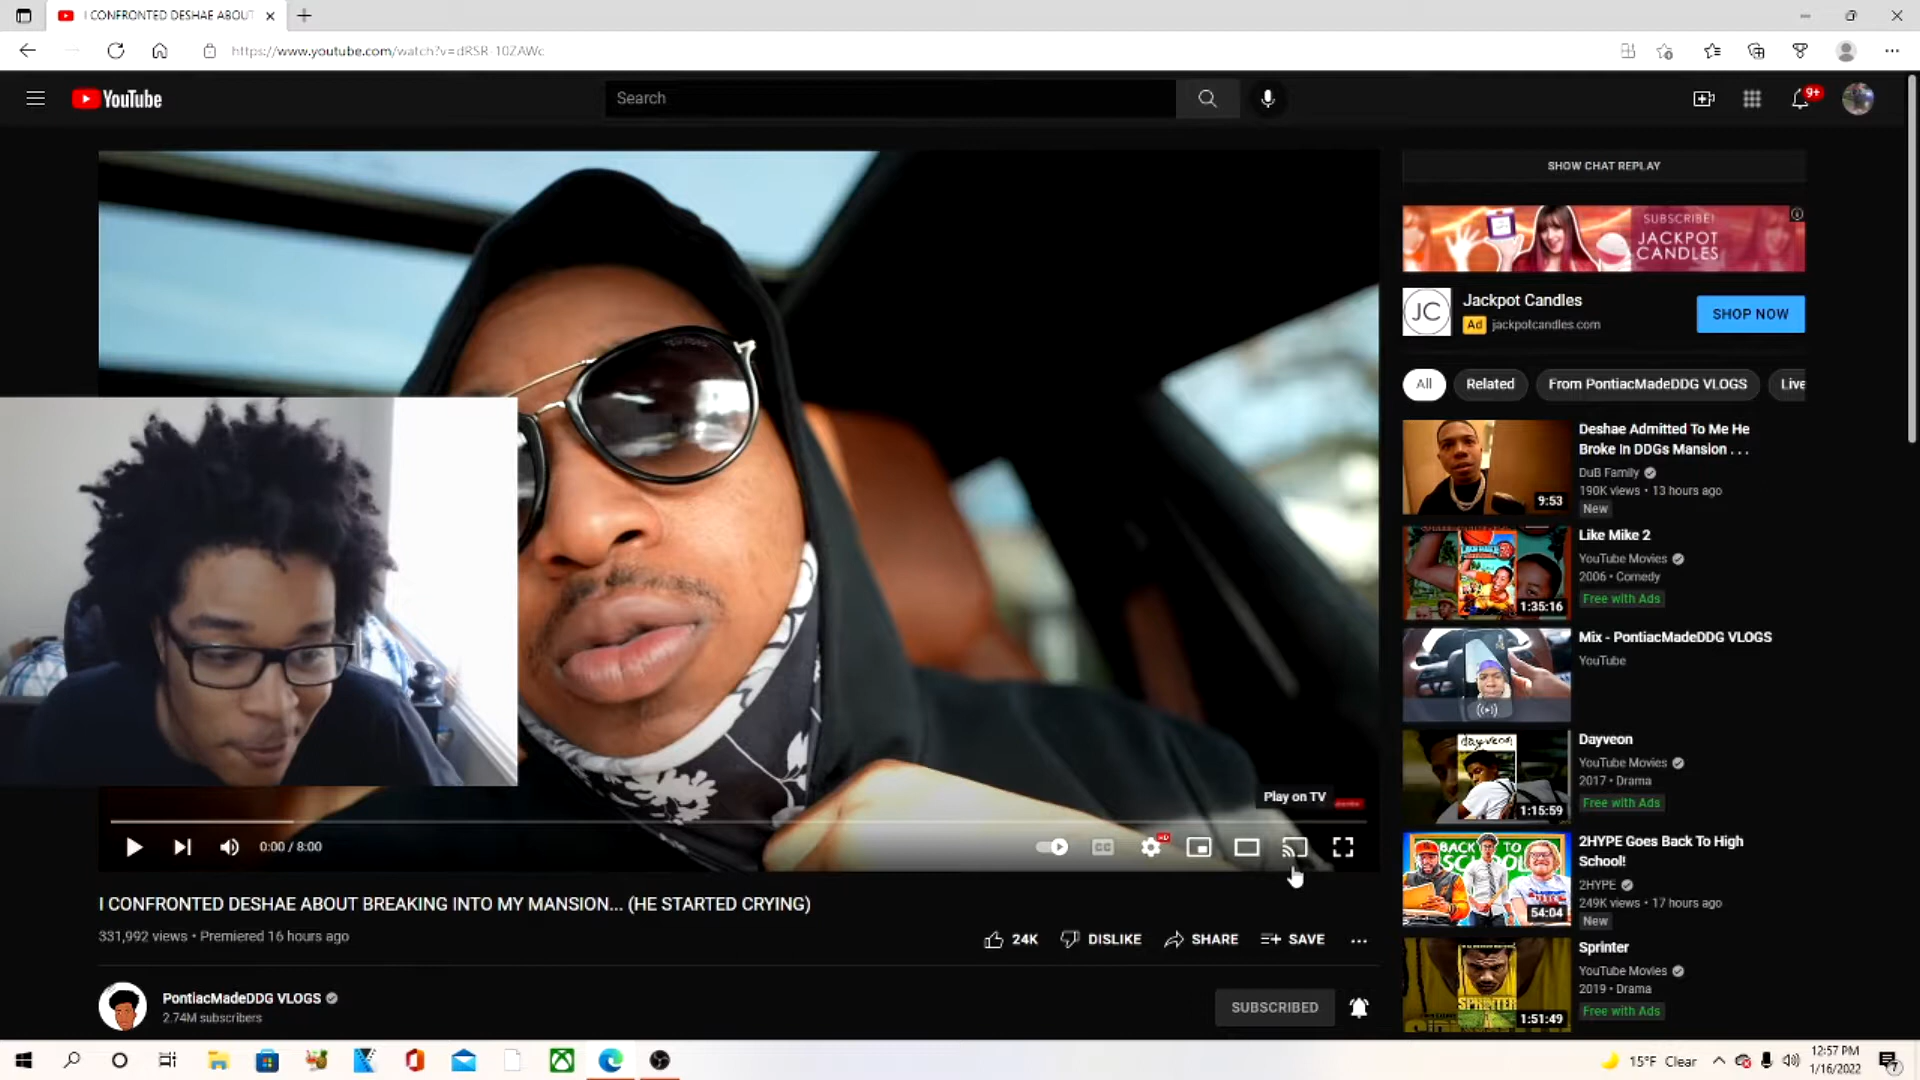 I CONFRONTED DESHAE ABOUT
https://www.youtube.com/watch?v=dRSR-10ZAWc
YouTube
Search
9+
SHOW CHAT REPLAY
SUBSCRIBE!
JACKPOT
CANDLES
JC
Jackpot Candles
Ad jackpotcandles.com
SHOP NOW
All
Related
From PontiacMadeDDG VLOGS
Live
Deshae Admitted To Me He
Broke In DDGs Mansion . . .
DuB Family
190K views • 13 hours ago
New
9:53
Like Mike 2
YouTube Movies
2006 • Comedy
Free with Ads
1:35:16
Mix - PontiacMadeDDG VLOGS
YouTube
dayveon
Dayveon
YouTube Movies
2017 • Drama
Free with Ads
1:15:59
BACK TO
SCHOOL!
2HYPE Goes Back To High
School!
2HYPE
249K views • 17 hours ago
New
54:04
SPRINTER
Sprinter
YouTube Movies
2019 • Drama
Free with Ads
1:51:49
Play on TV
0:00 / 8:00
CC
HD
I CONFRONTED DESHAE ABOUT BREAKING INTO MY MANSION... (HE STARTED CRYING)
331,992 views • Premiered 16 hours ago
24K
DISLIKE
SHARE
SAVE
PontiacMadeDDG VLOGS
2.74M subscribers
SUBSCRIBED
15°F Clear
12:57 PM
1/16/2022
7